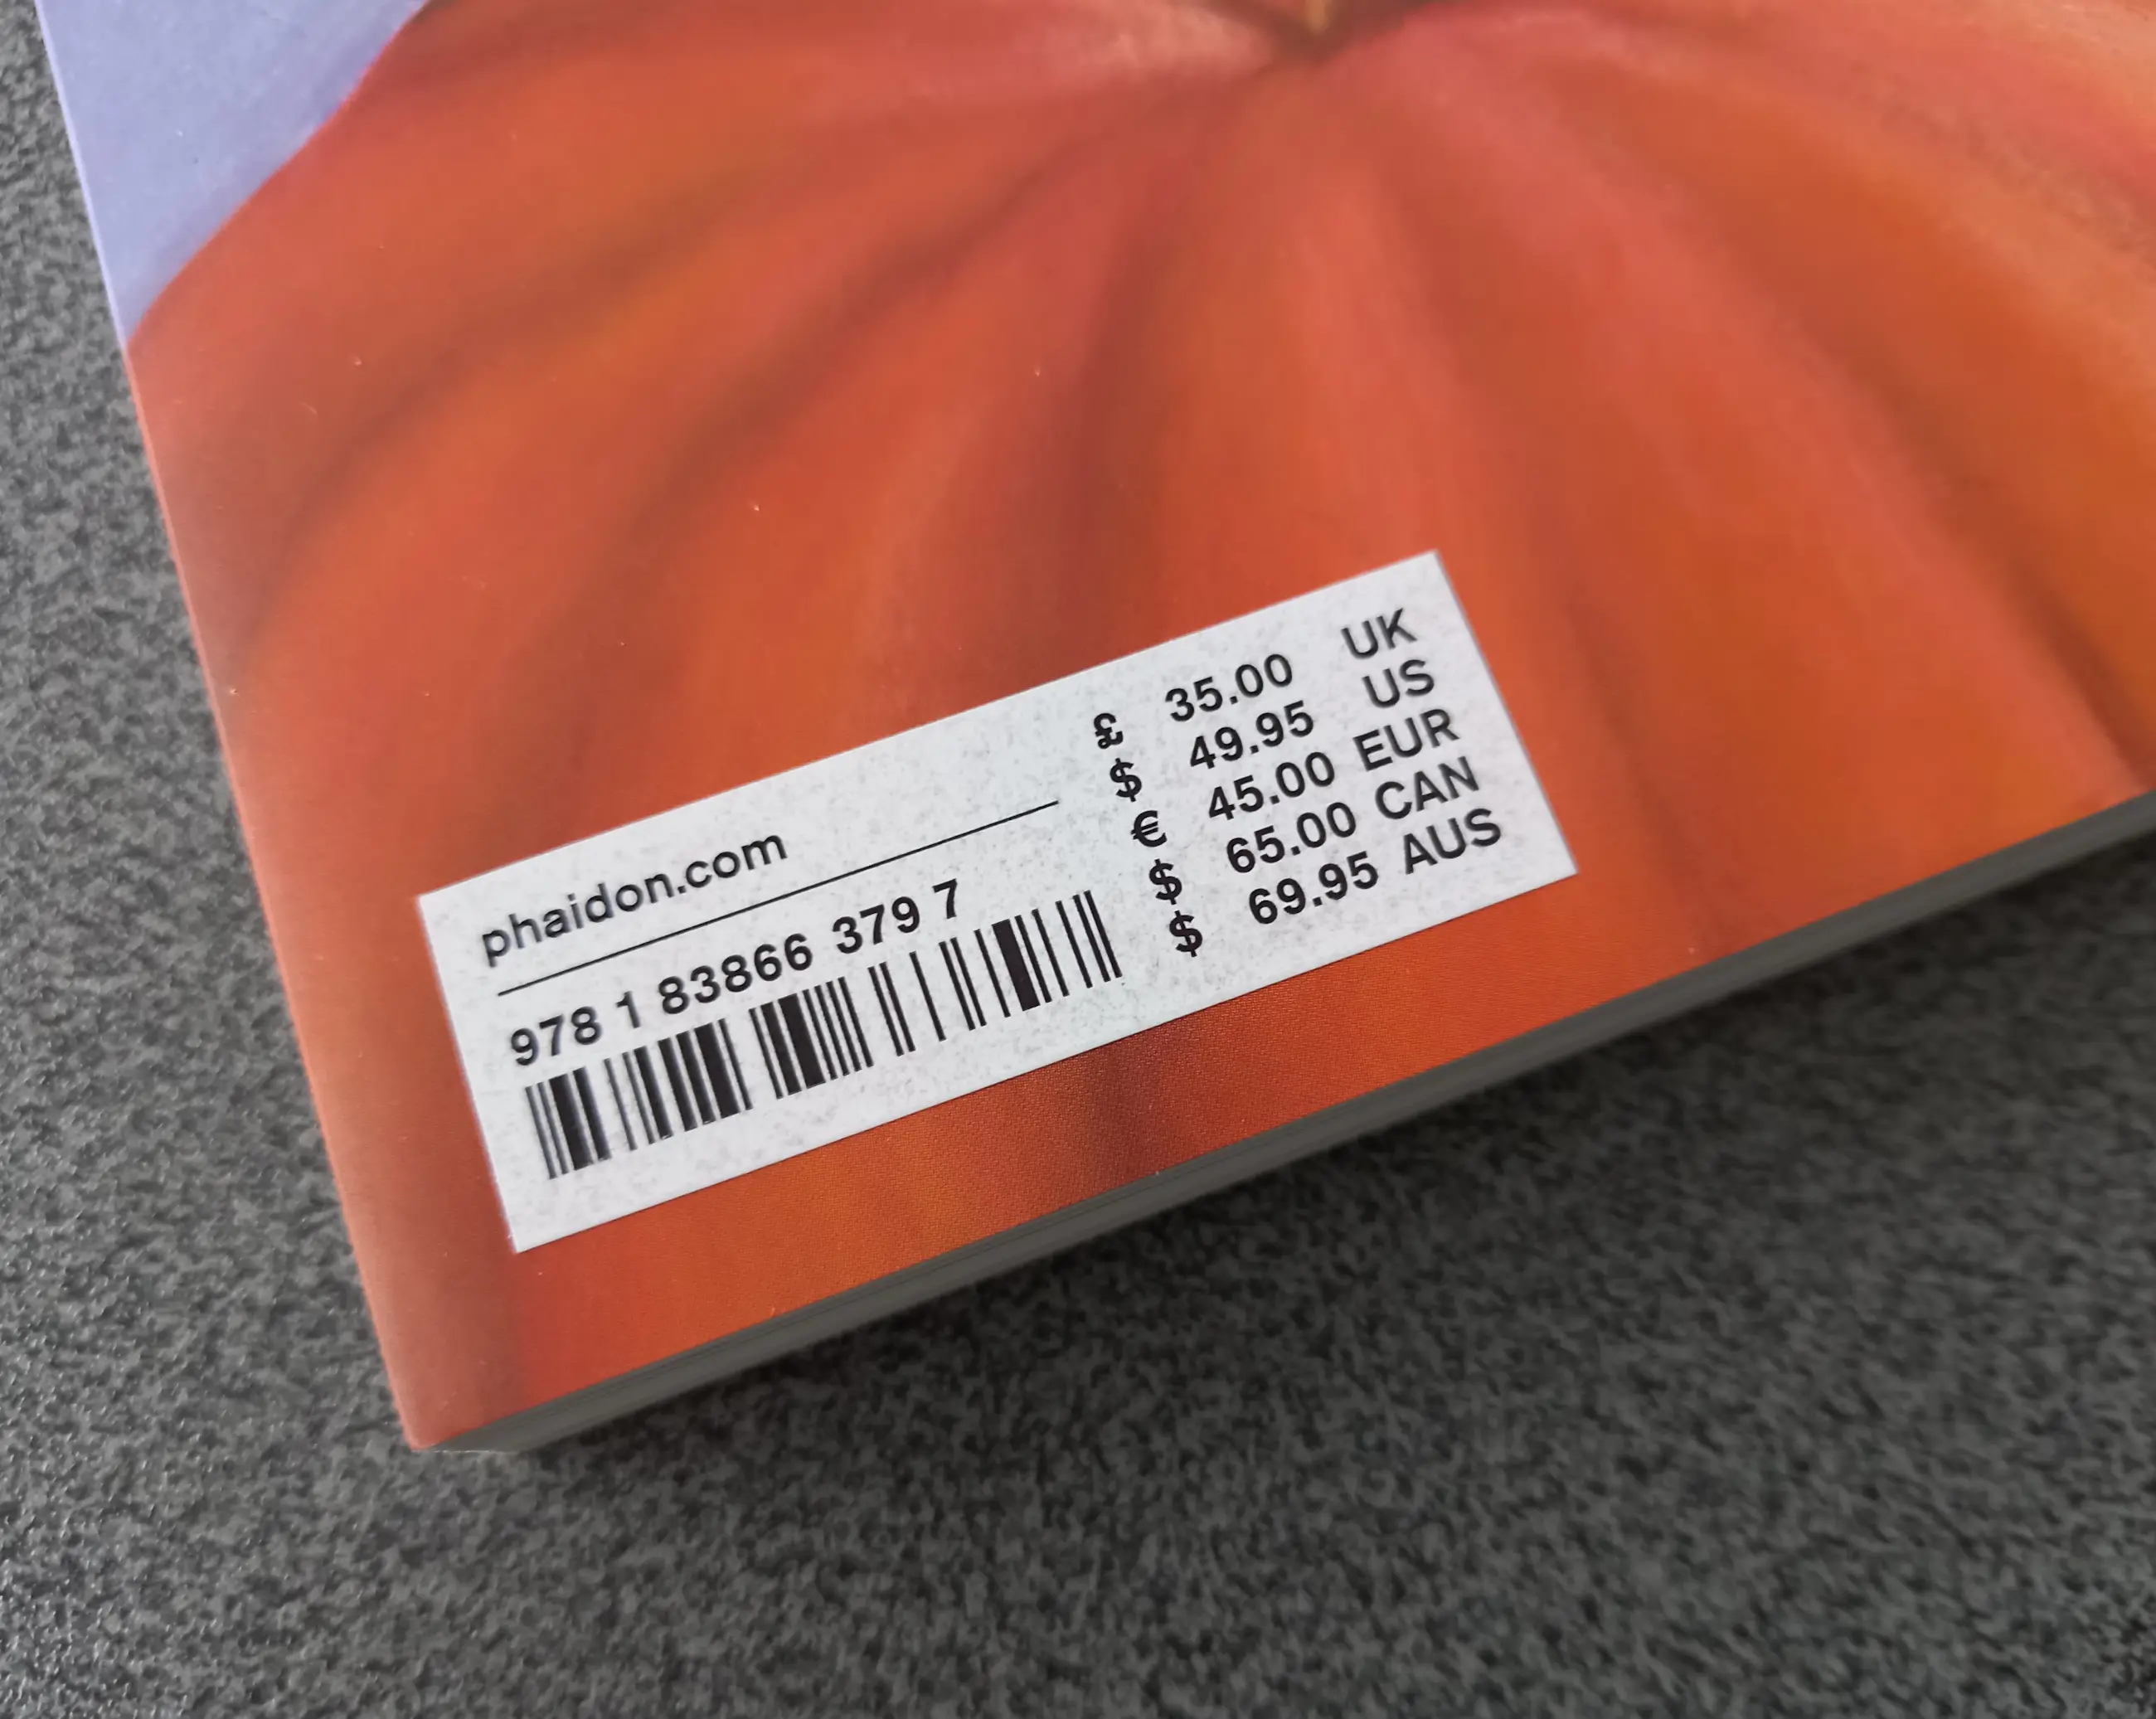 phaidon.com
978 1 83866 379 7
£ 35.00 UK
$ 49.95 US
€ 45.00 EUR
$ 65.00 CAN
$ 69.95 AUS